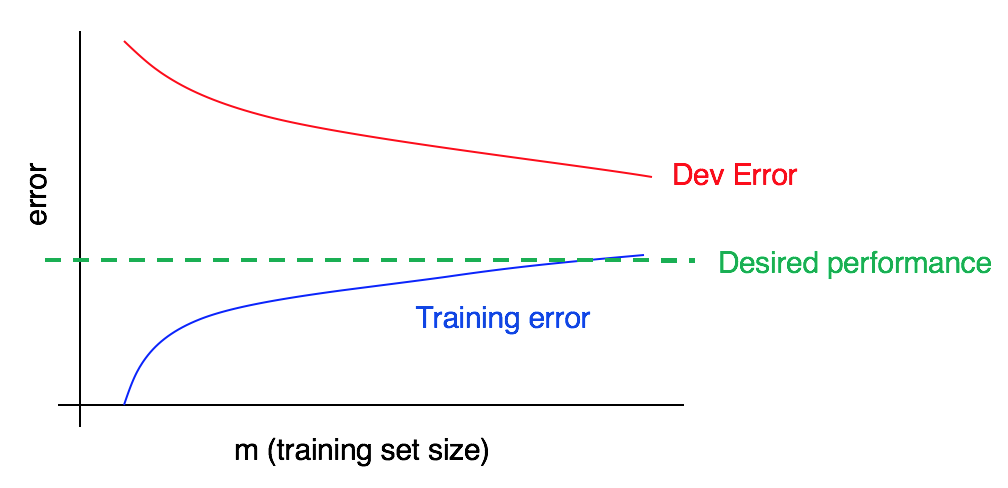 error
Dev Error
Desired performance
Training error
m (training set size)